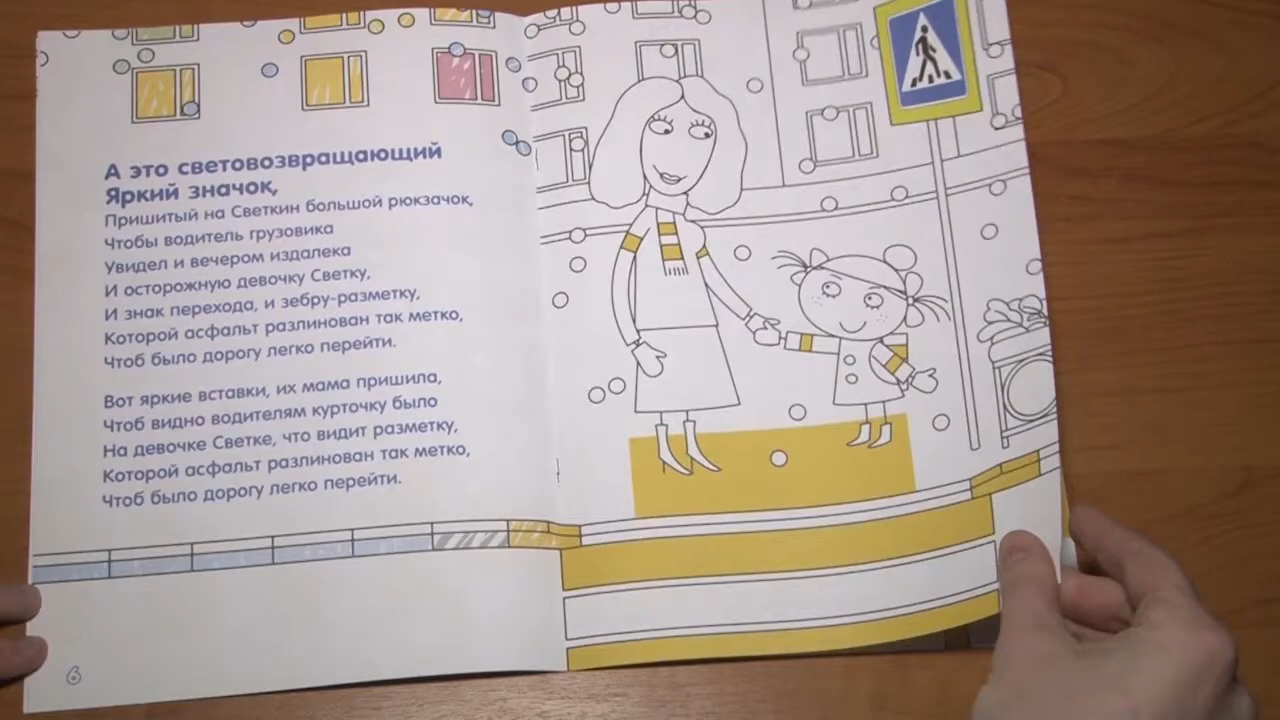 А это световозвращающий
Яркий значок,
Пришитый на Светкин большой рюкзачок,
Чтобы водитель грузовика
Увидел и вечером издалека
И осторожную девочку Светку,
И знак перехода, и зебру-разметку,
Которой асфальт разлинован так метко,
Чтоб было дорогу легко перейти.
Вот яркие вставки, их мама пришила,
Чтоб видно водителям курточку было
На девочке Светке, что видит разметку,
Которой асфальт разлинован так метко,
Чтоб было дорогу легко перейти.
6